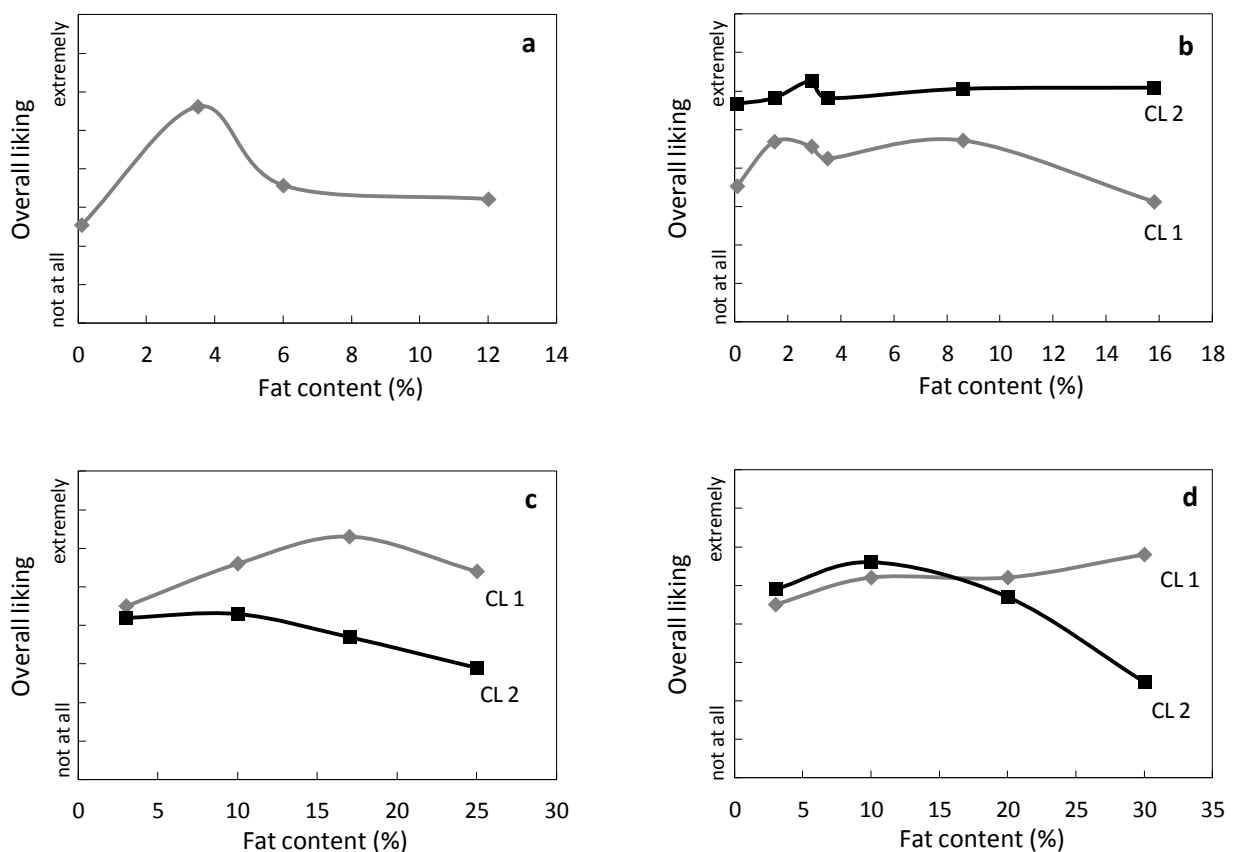 a
extremely
Overall liking
not at all
0 2 4 6 8 10 12 14
Fat content (%)
b
extremely
Overall liking
not at all
CL 2
CL 1
0 2 4 6 8 10 12 14 16 18
Fat content (%)
c
extremely
Overall liking
not at all
CL 1
CL 2
0 5 10 15 20 25 30
Fat content (%)
d
extremely
Overall liking
not at all
CL 1
CL 2
0 5 10 15 20 25 30 35
Fat content (%)